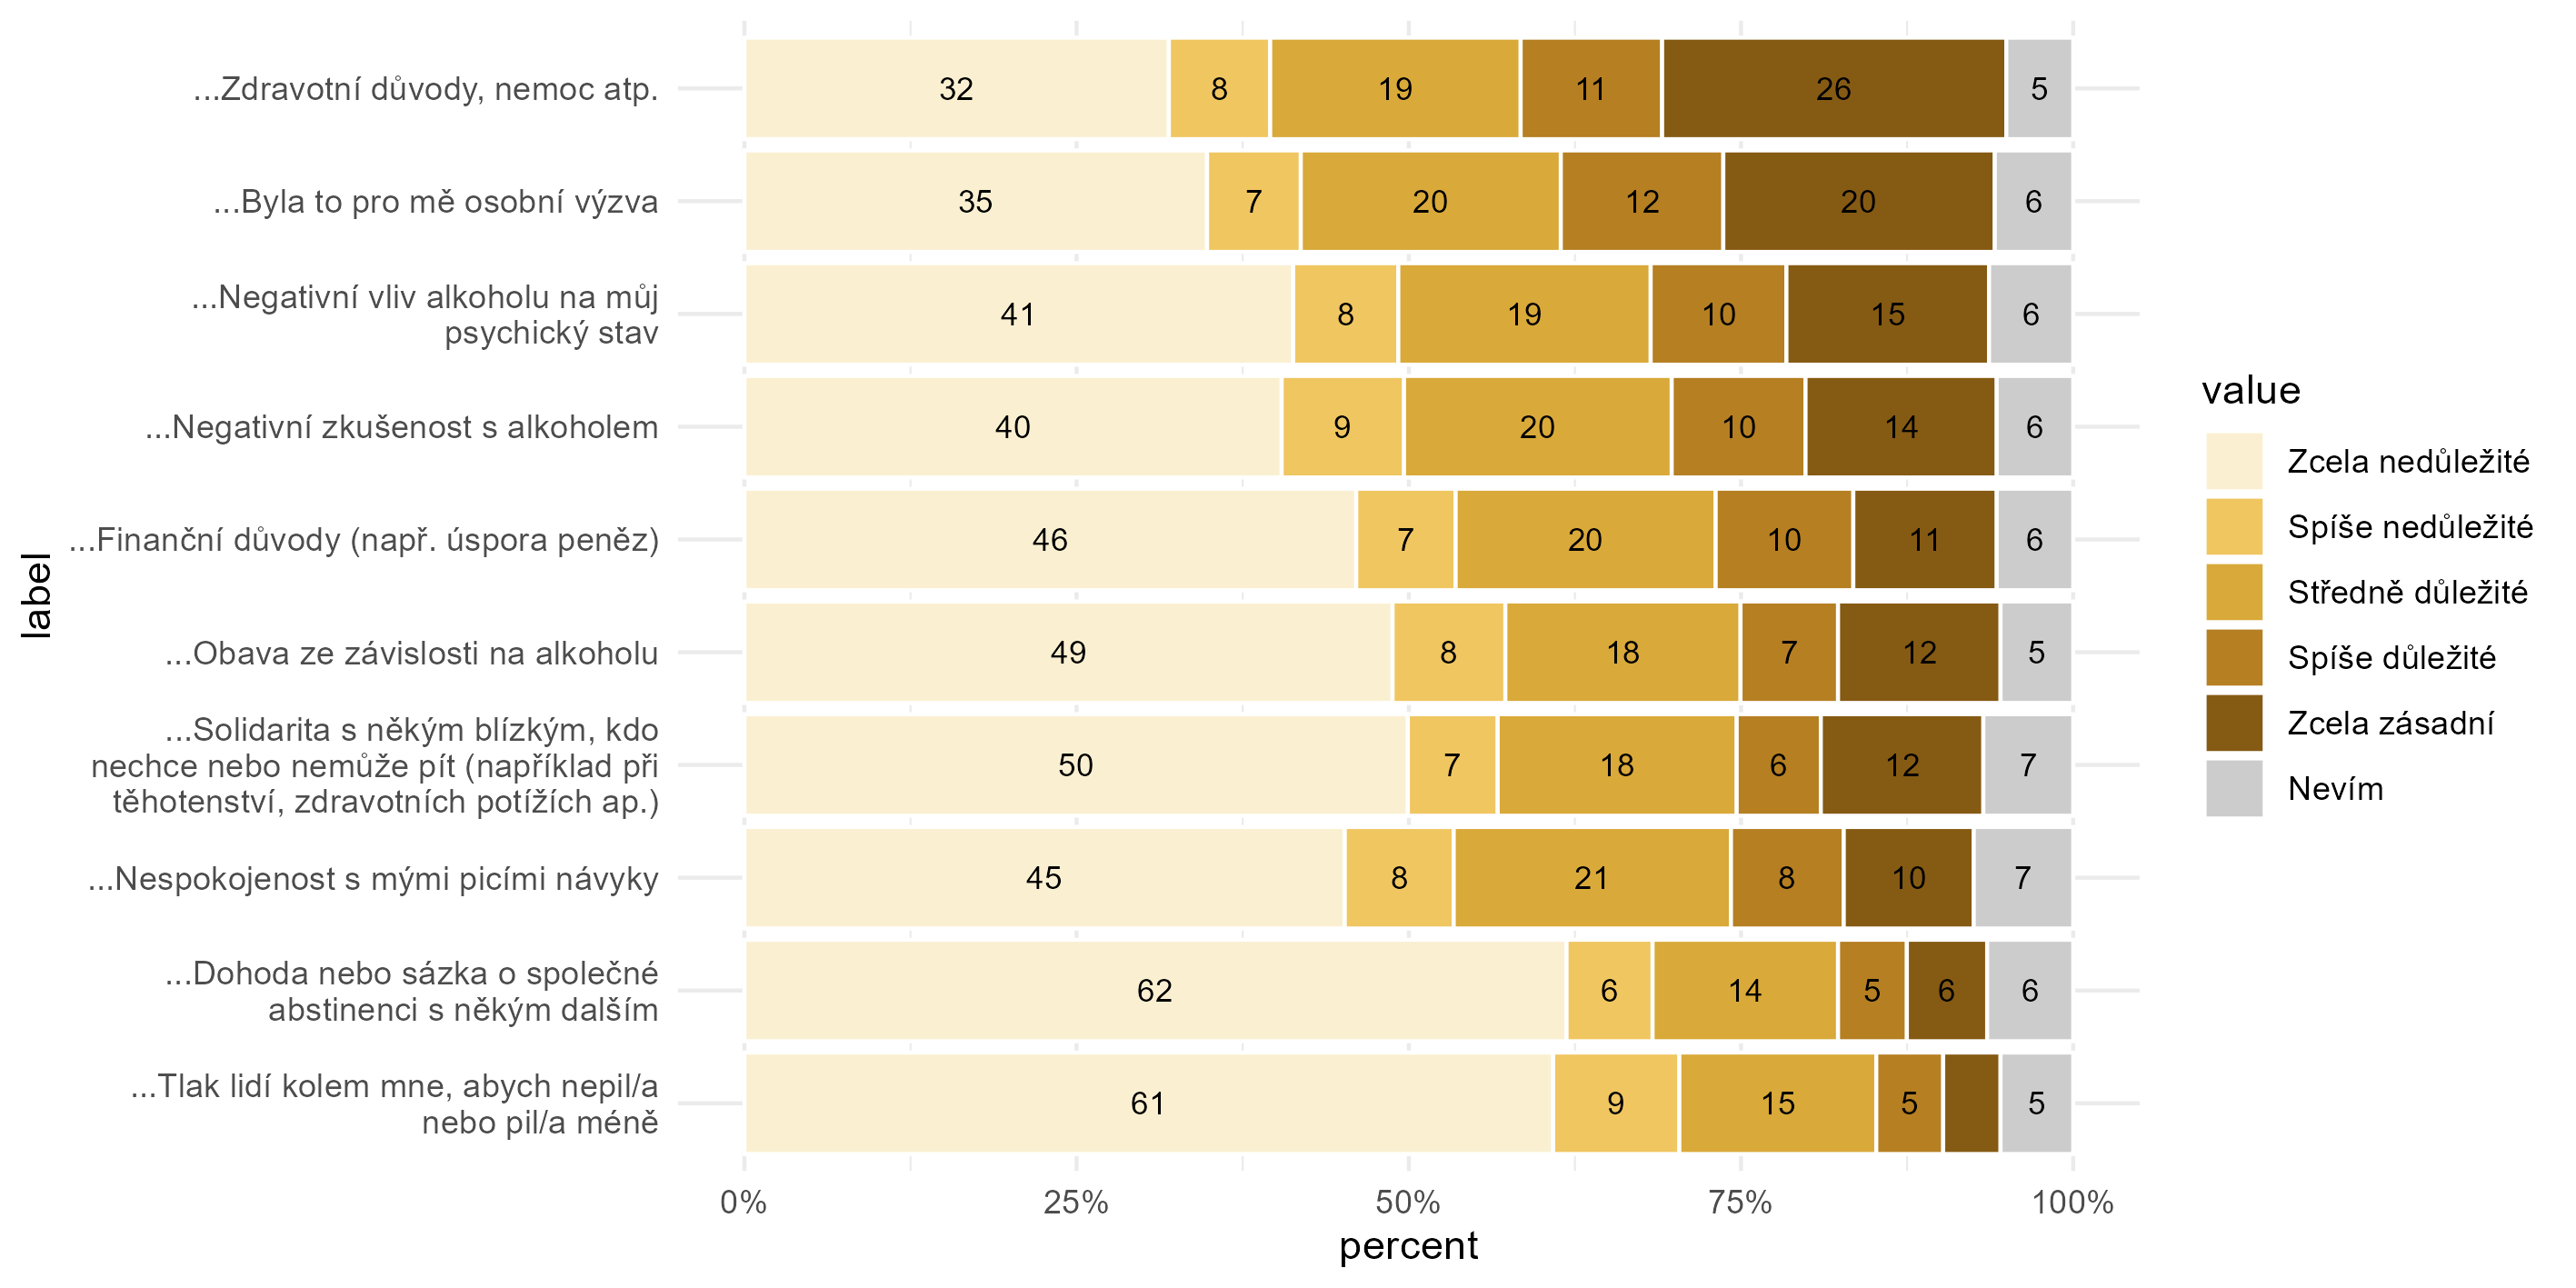 ...Zdravotní důvody, nemoc atp.
32 8 19 11 26 5
...Byla to pro mě osobní výzva
35 7 20 12 20 6
...Negativní vliv alkoholu na můj
psychický stav
41 8 19 10 15 6
...Negativní zkušenost s alkoholem
40 9 20 10 14 6
...Finanční důvody (např. úspora peněz)
46 7 20 10 11 6
...Obava ze závislosti na alkoholu
49 8 18 7 12 5
...Solidarita s někým blízkým, kdo
nechce nebo nemůže pít (například při
těhotenství, zdravotních potížích ap.)
50 7 18 6 12 7
...Nespokojenost s mými picími návyky
45 8 21 8 10 7
...Dohoda nebo sázka o společné
abstinenci s někým dalším
62 6 14 5 6 6
...Tlak lidí kolem mne, abych nepil/a
nebo pil/a méně
61 9 15 5 5
0% 25% 50% 75% 100%
percent
label
value
Zcela nedůležité
Spíše nedůležité
Středně důležité
Spíše důležité
Zcela zásadní
Nevím